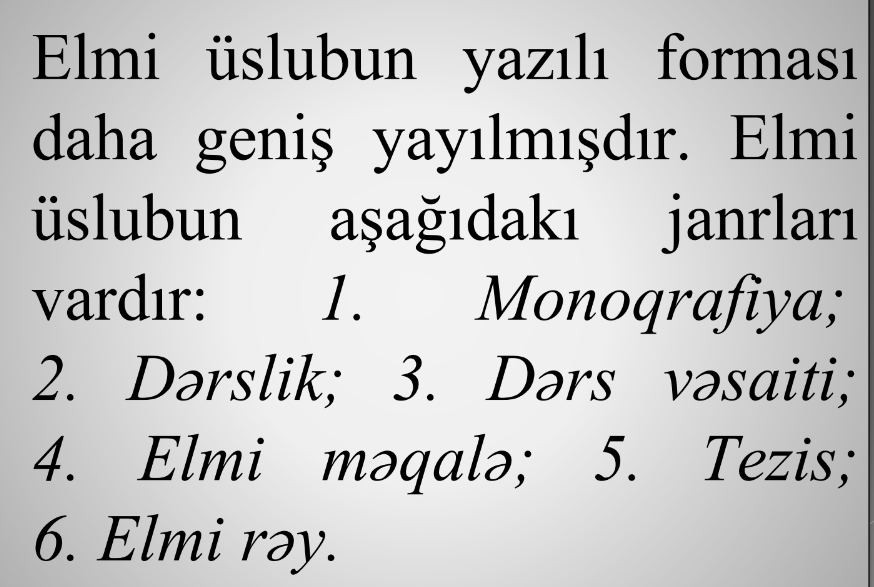 Elmi üslubun yazılı forması
daha geniş yayılmışdır. Elmi
üslubun aşağıdakı janrları
vardır: 1. Monoqrafiya;
2. Dərslik; 3. Dərs vəsaiti;
4. Elmi məqalə; 5. Tezis;
6. Elmi rəy.